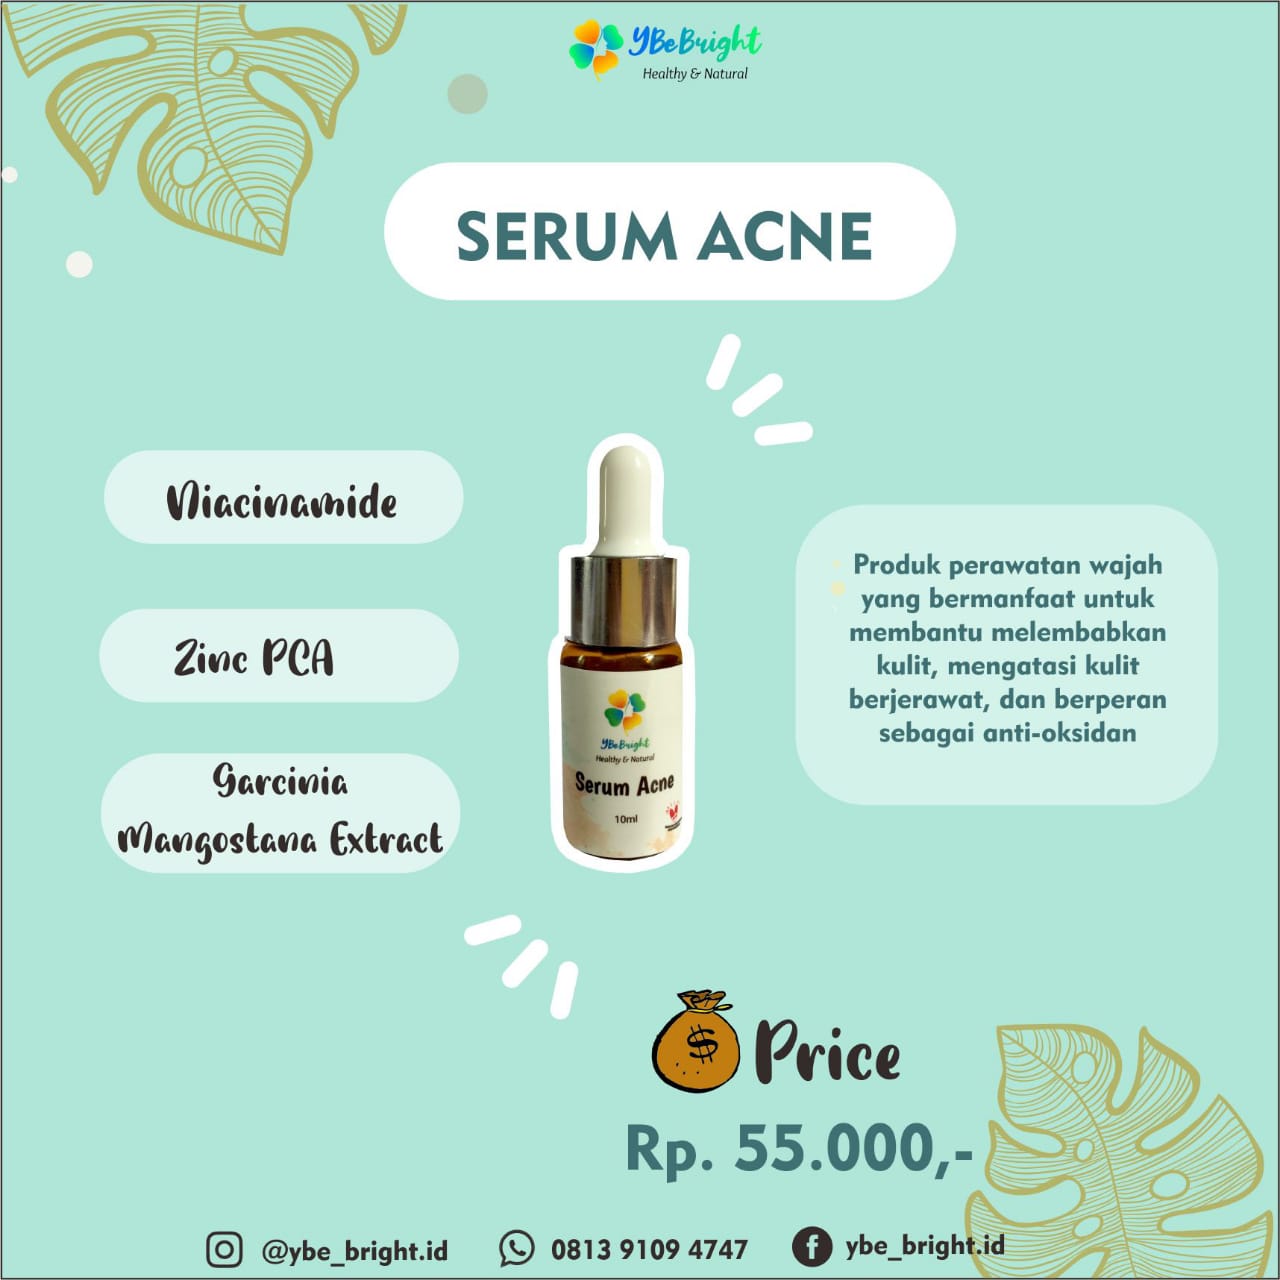 YBeBright
Healthy & Natural
SERUM ACNE
Niacinamide
Zinc PCA
Garcinia
Mangostana Extract
YBeBright
Healthy & Natural
Serum Acne
10ml
Produk perawatan wajah
yang bermanfaat untuk
membantu melembabkan
kulit, mengatasi kulit
berjerawat, dan berperan
sebagai anti-oksidan
$
Price
Rp. 55.000,-
@ybe_bright.id
0813 9109 4747
ybe_bright.id